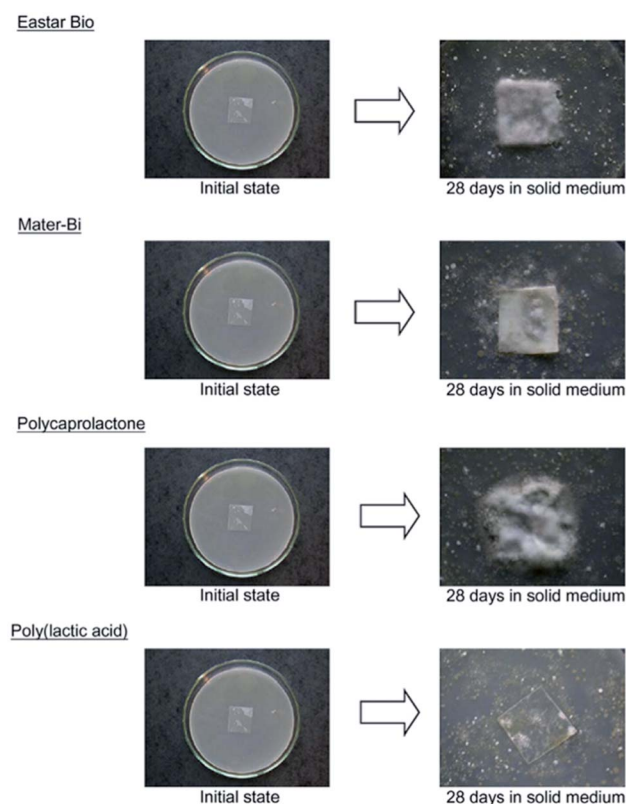 Eastar Bio
Initial state
28 days in solid medium
Mater-Bi
Initial state
28 days in solid medium
Polycaprolactone
Initial state
28 days in solid medium
Poly(lactic acid)
Initial state
28 days in solid medium